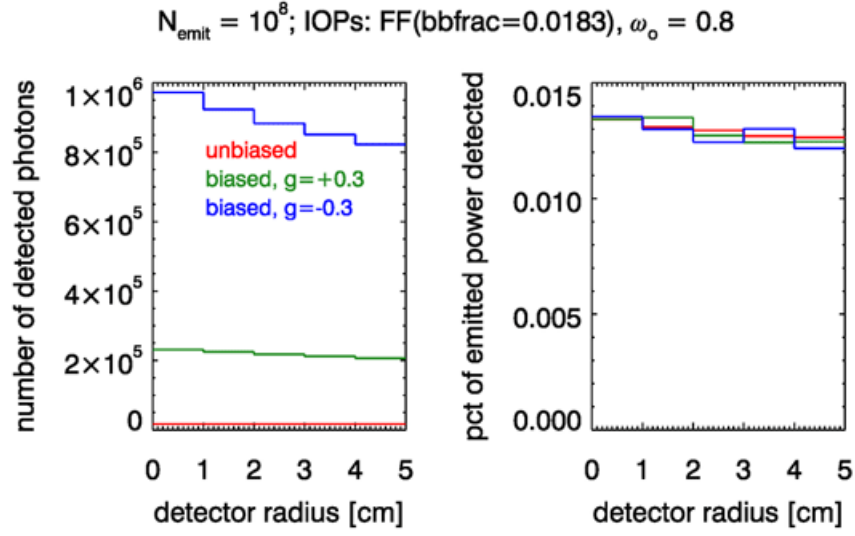 N_emit = 10^8; IOPs: FF(bbfrac=0.0183), ω_o = 0.8
number of detected photons
1×10^6
8×10^5
6×10^5
4×10^5
2×10^5
0
unbiased
biased, g=+0.3
biased, g=-0.3
0 1 2 3 4 5
detector radius [cm]
pct of emitted power detected
0.015
0.010
0.005
0.000
0 1 2 3 4 5
detector radius [cm]